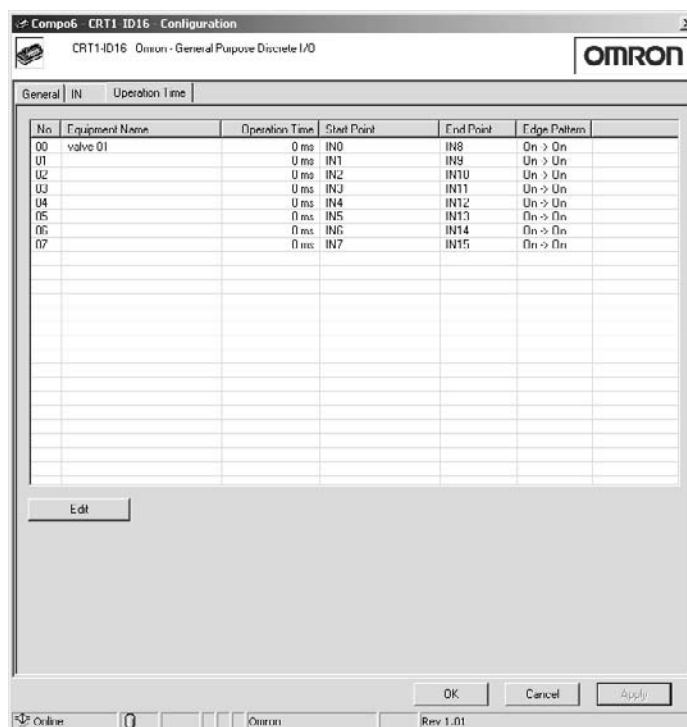 Compo6 - CRT1-ID16 - Configuration
CRT1-ID16 Omron - General Purpose Discrete I/O
OMRON
General IN Operation Time
No. Equipment Name Operation Time Start Point End Point Edge Pattern
00 valve 01 0 ms IN0 IN8 On -> On
01 0 ms IN1 IN9 On -> On
02 0 ms IN2 IN10 On -> On
03 0 ms IN3 IN11 On -> On
04 0 ms IN4 IN12 On -> On
05 0 ms IN5 IN13 On -> On
06 0 ms IN6 IN14 On -> On
07 0 ms IN7 IN15 On -> On
Edit
OK Cancel Apply
Online 0 Omron Rev 1.01